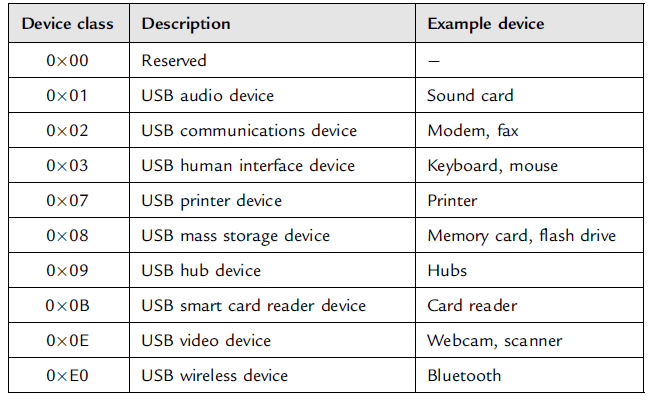 Device class Description Example device
0×00 Reserved –
0×01 USB audio device Sound card
0×02 USB communications device Modem, fax
0×03 USB human interface device Keyboard, mouse
0×07 USB printer device Printer
0×08 USB mass storage device Memory card, flash drive
0×09 USB hub device Hubs
0×0B USB smart card reader device Card reader
0×0E USB video device Webcam, scanner
0×E0 USB wireless device Bluetooth